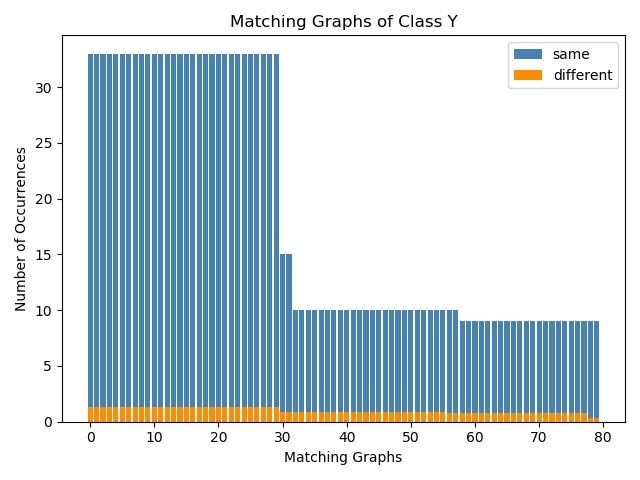 Matching Graphs of Class Y
same
different
Number of Occurrences
30
25
20
15
10
5
0
0 10 20 30 40 50 60 70 80
Matching Graphs